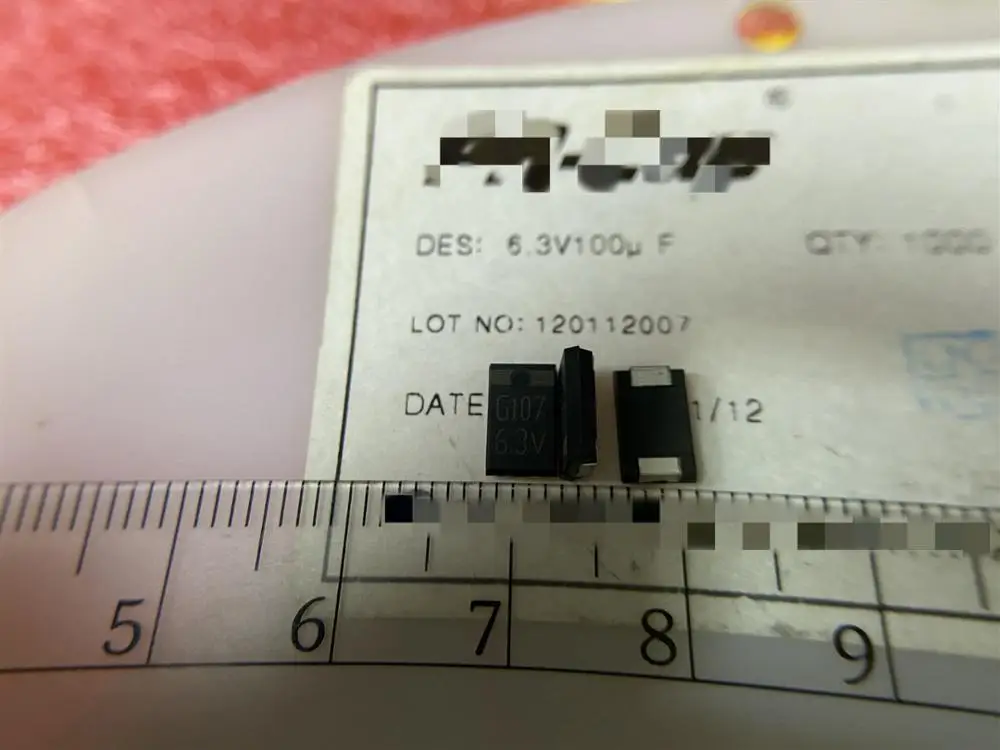 DES: 6.3V100µ F QTY: 1000
LOT NO: 120112007
DATE 1/12
G107
6.3V
5 6 7 8 9